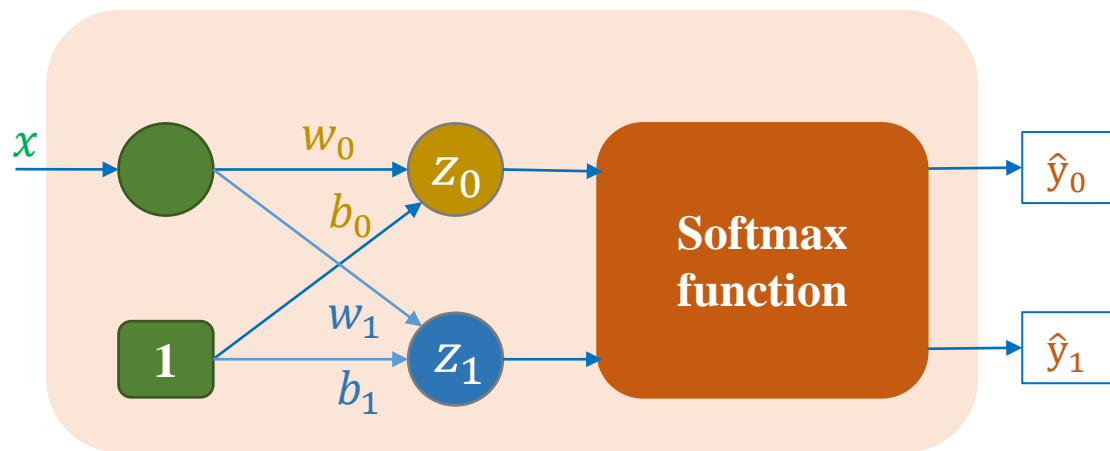 x
w₀
z₀
ŷ₀
b₀
Softmax
function
w₁
1
z₁
ŷ₁
b₁